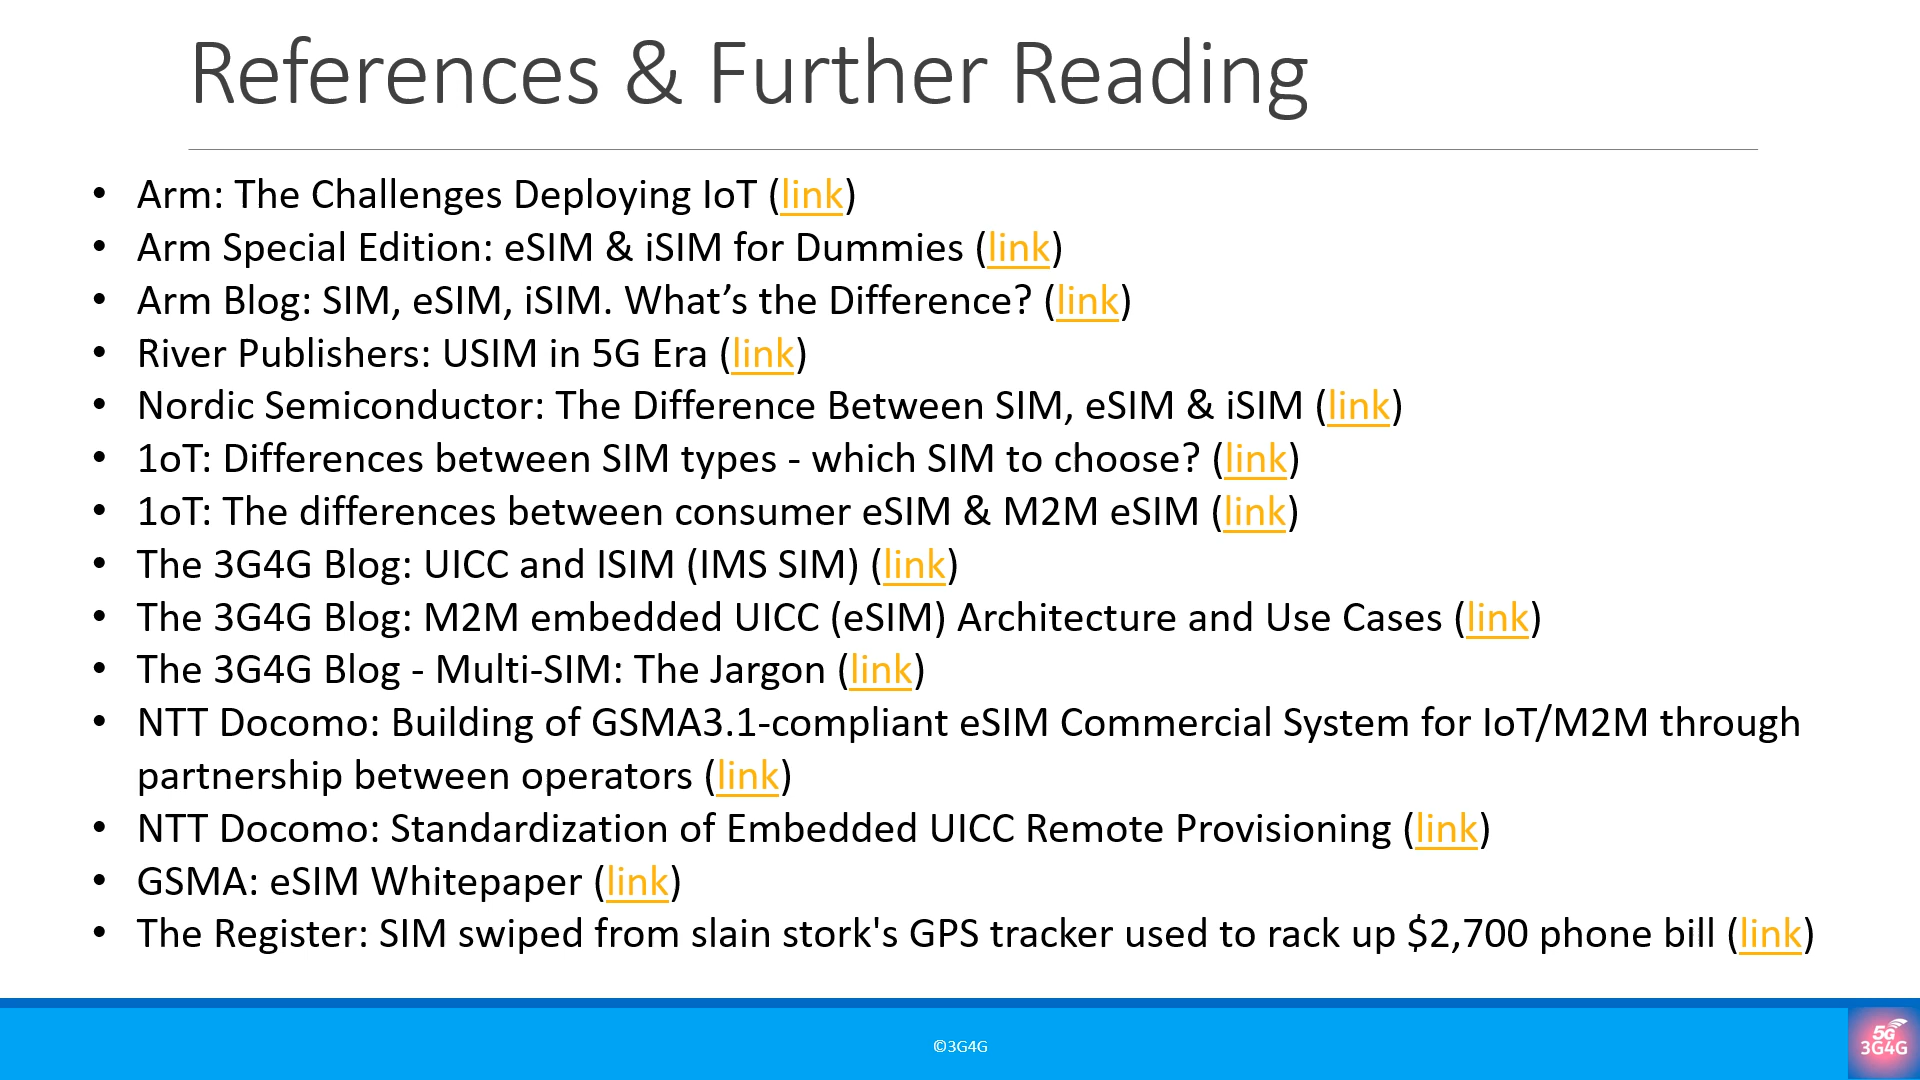 References & Further Reading
• Arm: The Challenges Deploying IoT (link)
• Arm Special Edition: eSIM & iSIM for Dummies (link)
• Arm Blog: SIM, eSIM, iSIM. What’s the Difference? (link)
• River Publishers: USIM in 5G Era (link)
• Nordic Semiconductor: The Difference Between SIM, eSIM & iSIM (link)
• 1oT: Differences between SIM types - which SIM to choose? (link)
• 1oT: The differences between consumer eSIM & M2M eSIM (link)
• The 3G4G Blog: UICC and ISIM (IMS SIM) (link)
• The 3G4G Blog: M2M embedded UICC (eSIM) Architecture and Use Cases (link)
• The 3G4G Blog - Multi-SIM: The Jargon (link)
• NTT Docomo: Building of GSMA3.1-compliant eSIM Commercial System for IoT/M2M through
partnership between operators (link)
• NTT Docomo: Standardization of Embedded UICC Remote Provisioning (link)
• GSMA: eSIM Whitepaper (link)
• The Register: SIM swiped from slain stork's GPS tracker used to rack up $2,700 phone bill (link)
©3G4G
5G
3G4G